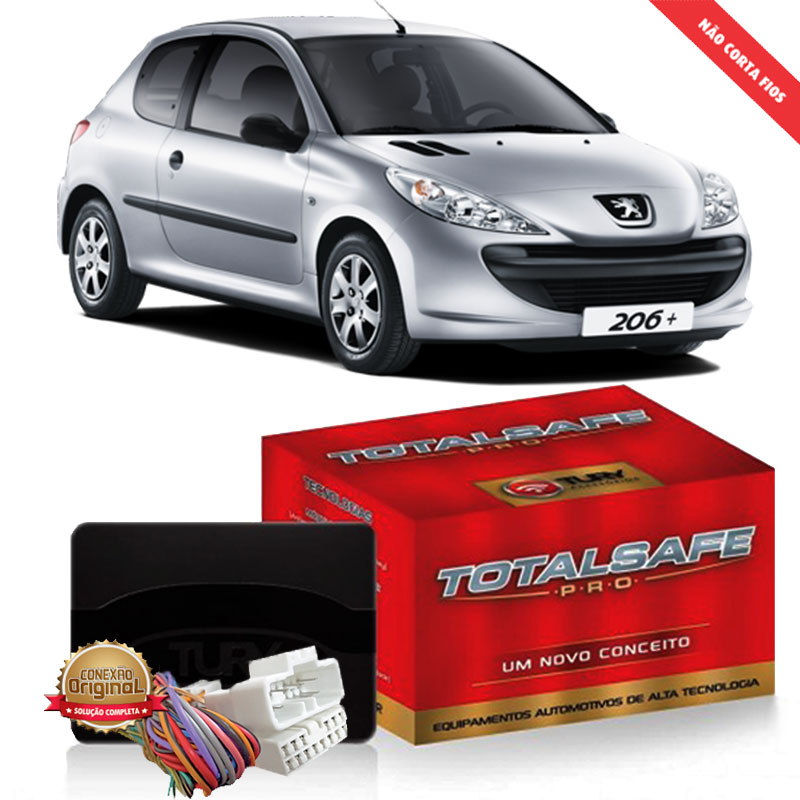 NÃO CORTA FIOS
206+
TOTALSAFE
PRO
TURY
TECNOLOGIAS
TOTALSAFE
·PRO·
UM NOVO CONCEITO
EQUIPAMENTOS AUTOMOTIVOS DE ALTA TECNOLOGIA
TURY
CONEXÃO
OriginaL
SOLUÇÃO COMPLETA